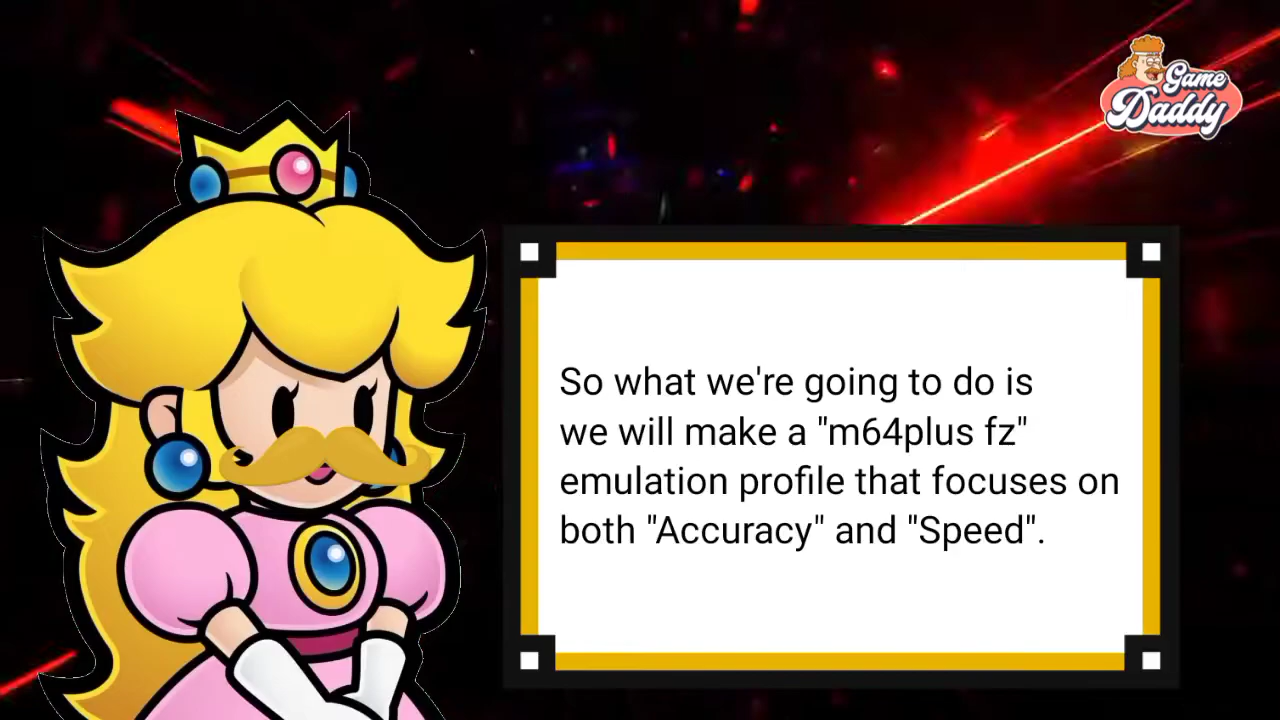 Game
Daddy
So what we're going to do is
we will make a "m64plus fz"
emulation profile that focuses on
both "Accuracy" and "Speed".